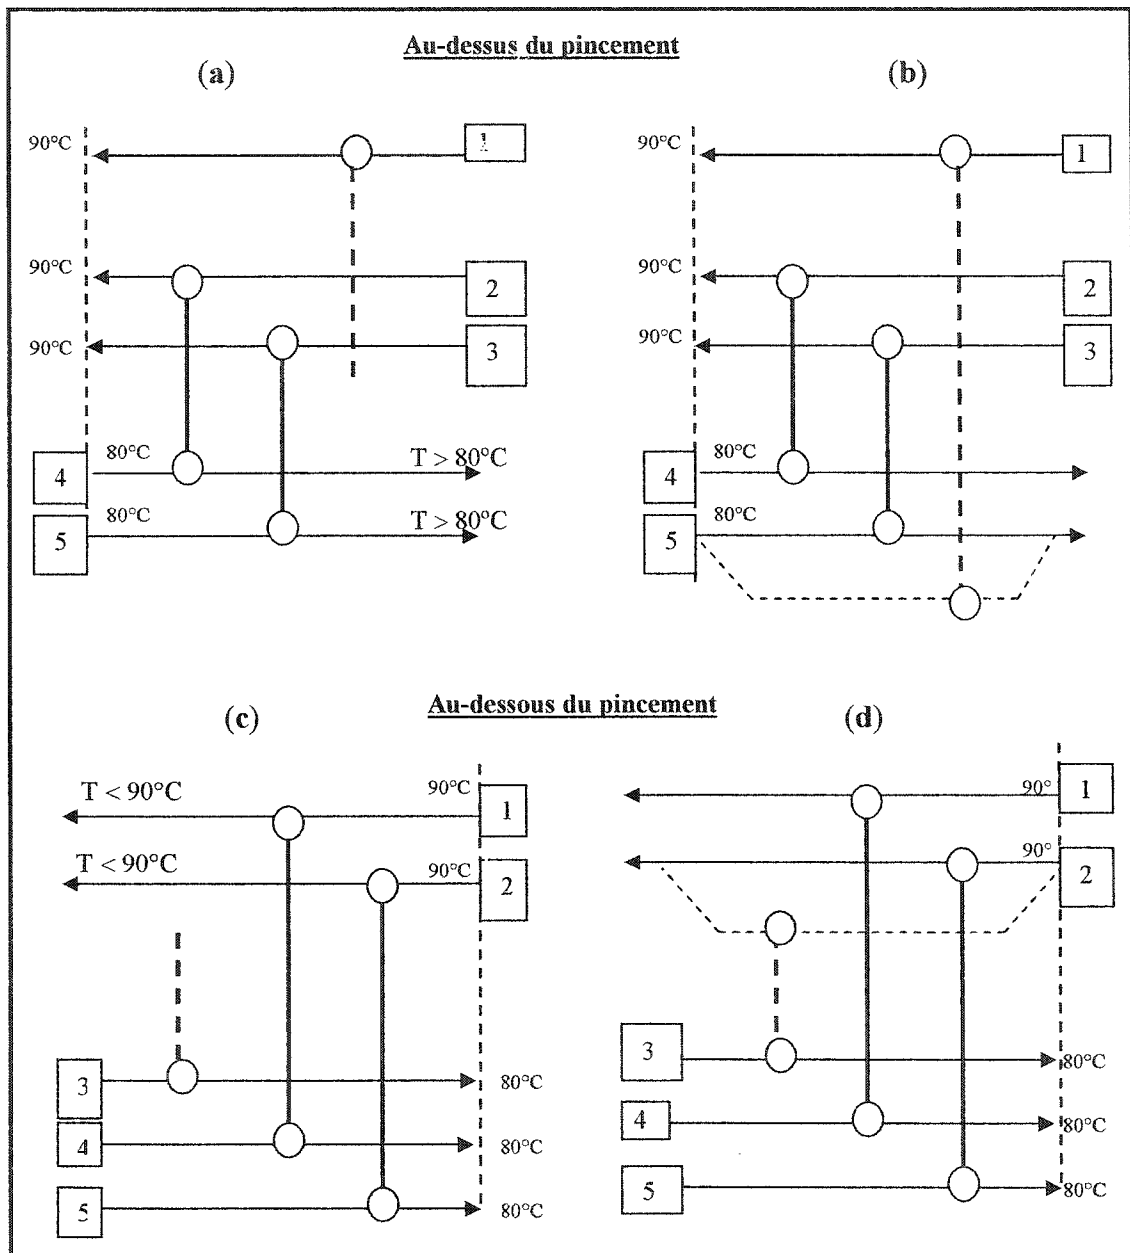 Au-dessus du pincement
(a) (b)
90°C 1 90°C 1
90°C 2 90°C 2
90°C 3 90°C 3
4 80°C T > 80°C 4 80°C
5 80°C T > 80°C 5 80°C
Au-dessous du pincement
(c) (d)
T < 90°C 90°C 1 90° 1
T < 90°C 90°C 2 90° 2
3 80°C 3 80°C
4 80°C 4 80°C
5 80°C 5 80°C